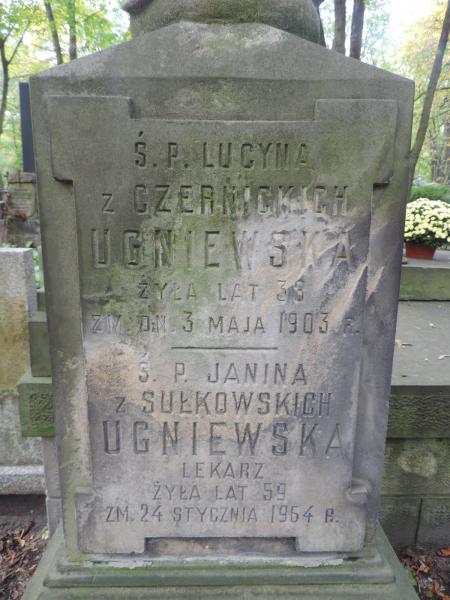 Ś. P. LUCYNA
z CZERNICKICH
UGNIEWSKA
ŻYŁA LAT 33
ZM. DN. 3 MAJA 1903 r.
Ś. P. JANINA
z SUŁKOWSKICH
UGNIEWSKA
LEKARZ
ŻYŁA LAT 59
ZM. 24 STYCZNIA 1954 R.